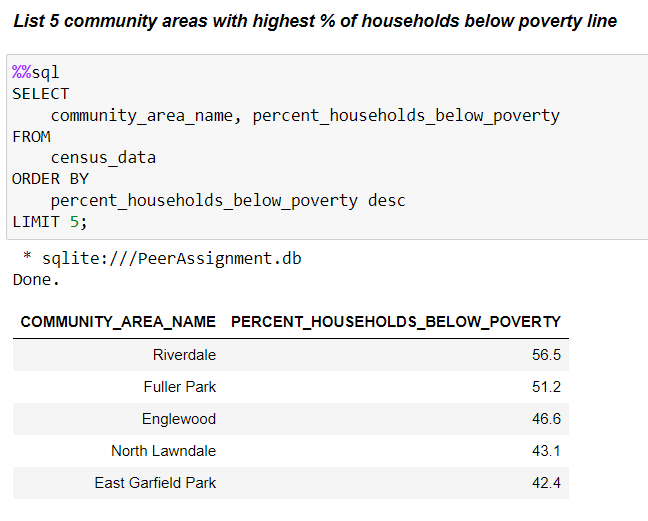 List 5 community areas with highest % of households below poverty line
%%sql
SELECT
    community_area_name, percent_households_below_poverty
FROM
    census_data
ORDER BY
    percent_households_below_poverty desc
LIMIT 5;
 * sqlite:///PeerAssignment.db
Done.
COMMUNITY_AREA_NAME PERCENT_HOUSEHOLDS_BELOW_POVERTY
Riverdale 56.5
Fuller Park 51.2
Englewood 46.6
North Lawndale 43.1
East Garfield Park 42.4